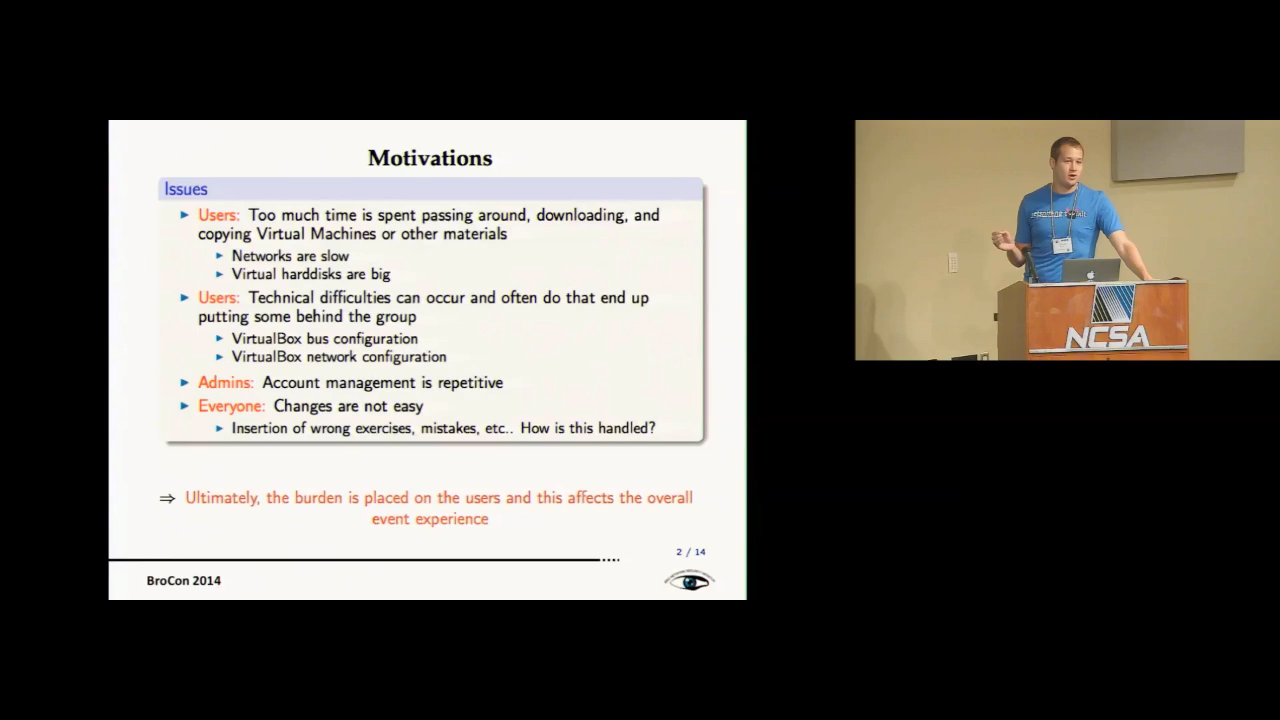 Motivations
Issues
Users: Too much time is spent passing around, downloading, and
copying Virtual Machines or other materials
Networks are slow
Virtual harddisks are big
Users: Technical difficulties can occur and often do that end up
putting some behind the group
VirtualBox bus configuration
VirtualBox network configuration
Admins: Account management is repetitive
Everyone: Changes are not easy
Insertion of wrong exercises, mistakes, etc.. How is this handled?
⇒ Ultimately, the burden is placed on the users and this affects the overall
event experience
2 / 14
BroCon 2014
NCSA